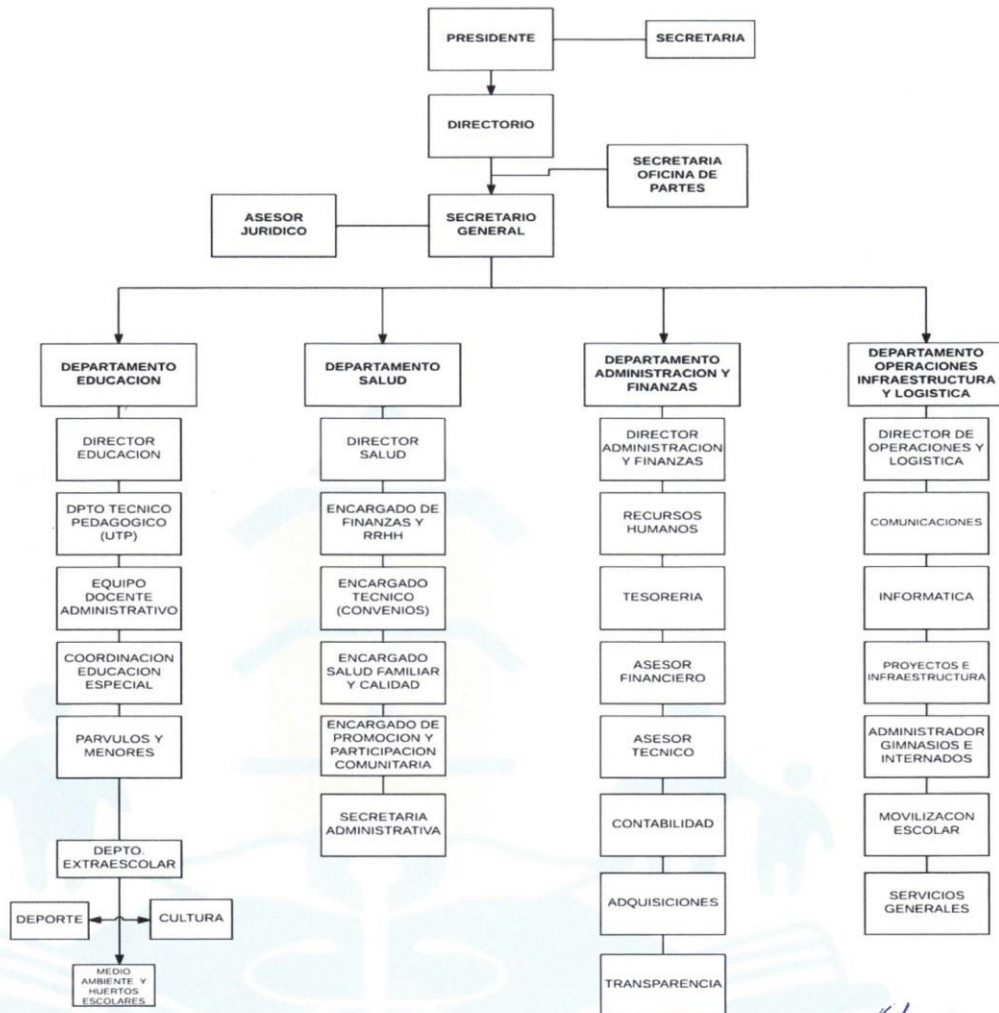 PRESIDENTE
SECRETARIA
DIRECTORIO
SECRETARIA
OFICINA DE
PARTES
ASESOR
JURIDICO
SECRETARIO
GENERAL
DEPARTAMENTO
EDUCACION
DIRECTOR
EDUCACION
DPTO TECNICO
PEDAGOGICO
(UTP)
EQUIPO
DOCENTE
ADMINISTRATIVO
COORDINACION
EDUCACION
ESPECIAL
PARVULOS Y
MENORES
DEPTO.
EXTRAESCOLAR
DEPORTE
CULTURA
MEDIO
AMBIENTE Y
HUERTOS
ESCOLARES
DEPARTAMENTO
SALUD
DIRECTOR
SALUD
ENCARGADO DE
FINANZAS Y
RRHH
ENCARGADO
TECNICO
(CONVENIOS)
ENCARGADO
SALUD FAMILIAR
Y CALIDAD
ENCARGADO DE
PROMOCION Y
PARTICIPACION
COMUNITARIA
SECRETARIA
ADMINISTRATIVA
DEPARTAMENTO
ADMINISTRACION Y
FINANZAS
DIRECTOR
ADMINISTRACION
Y FINANZAS
RECURSOS
HUMANOS
TESORERIA
ASESOR
FINANCIERO
ASESOR
TECNICO
CONTABILIDAD
ADQUISICIONES
TRANSPARENCIA
DEPARTAMENTO
OPERACIONES
INFRAESTRUCTURA
Y LOGISTICA
DIRECTOR DE
OPERACIONES Y
LOGISTICA
COMUNICACIONES
INFORMATICA
PROYECTOS E
INFRAESTRUCTURA
ADMINISTRADOR
GIMNASIOS E
INTERNADOS
MOVILIZACON
ESCOLAR
SERVICIOS
GENERALES